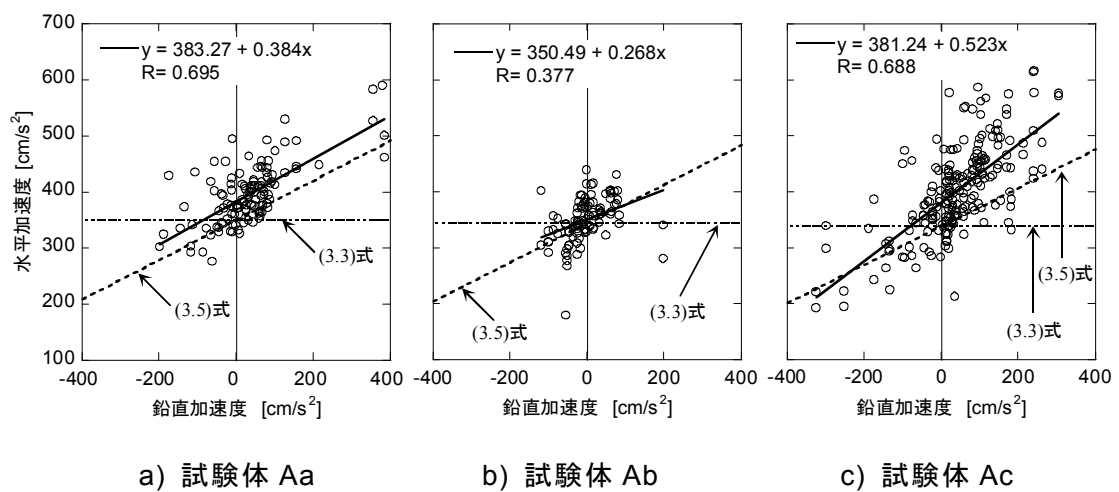 y = 383.27 + 0.384x
R= 0.695
y = 350.49 + 0.268x
R= 0.377
y = 381.24 + 0.523x
R= 0.688
水平加速度 [cm/s²]
700
600
500
400
300
200
100
(3.3)式
(3.5)式
(3.3)式
(3.5)式
(3.5)式
(3.3)式
-400 -200 0 200 400
-400 -200 0 200 400
-400 -200 0 200 400
鉛直加速度 [cm/s²]
鉛直加速度 [cm/s²]
鉛直加速度 [cm/s²]
a) 試験体 Aa
b) 試験体 Ab
c) 試験体 Ac